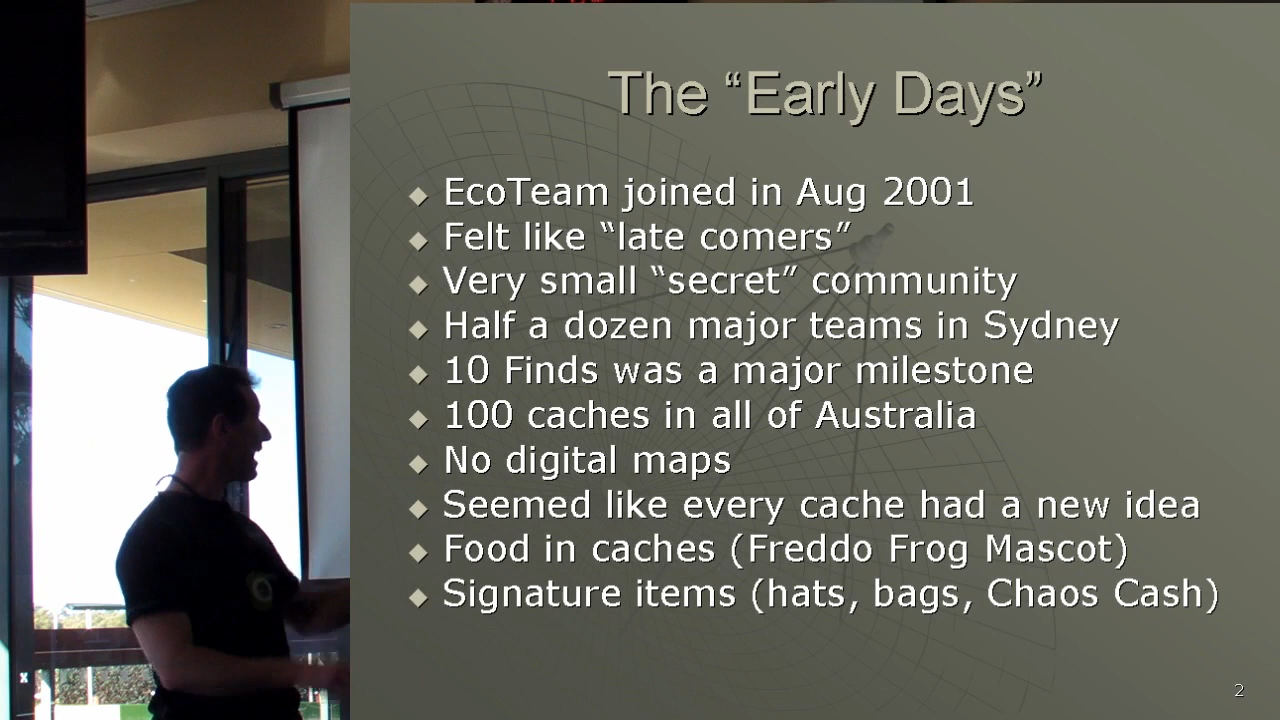 The “Early Days”
EcoTeam joined in Aug 2001
Felt like “late comers”
Very small “secret” community
Half a dozen major teams in Sydney
10 Finds was a major milestone
100 caches in all of Australia
No digital maps
Seemed like every cache had a new idea
Food in caches (Freddo Frog Mascot)
Signature items (hats, bags, Chaos Cash)
2